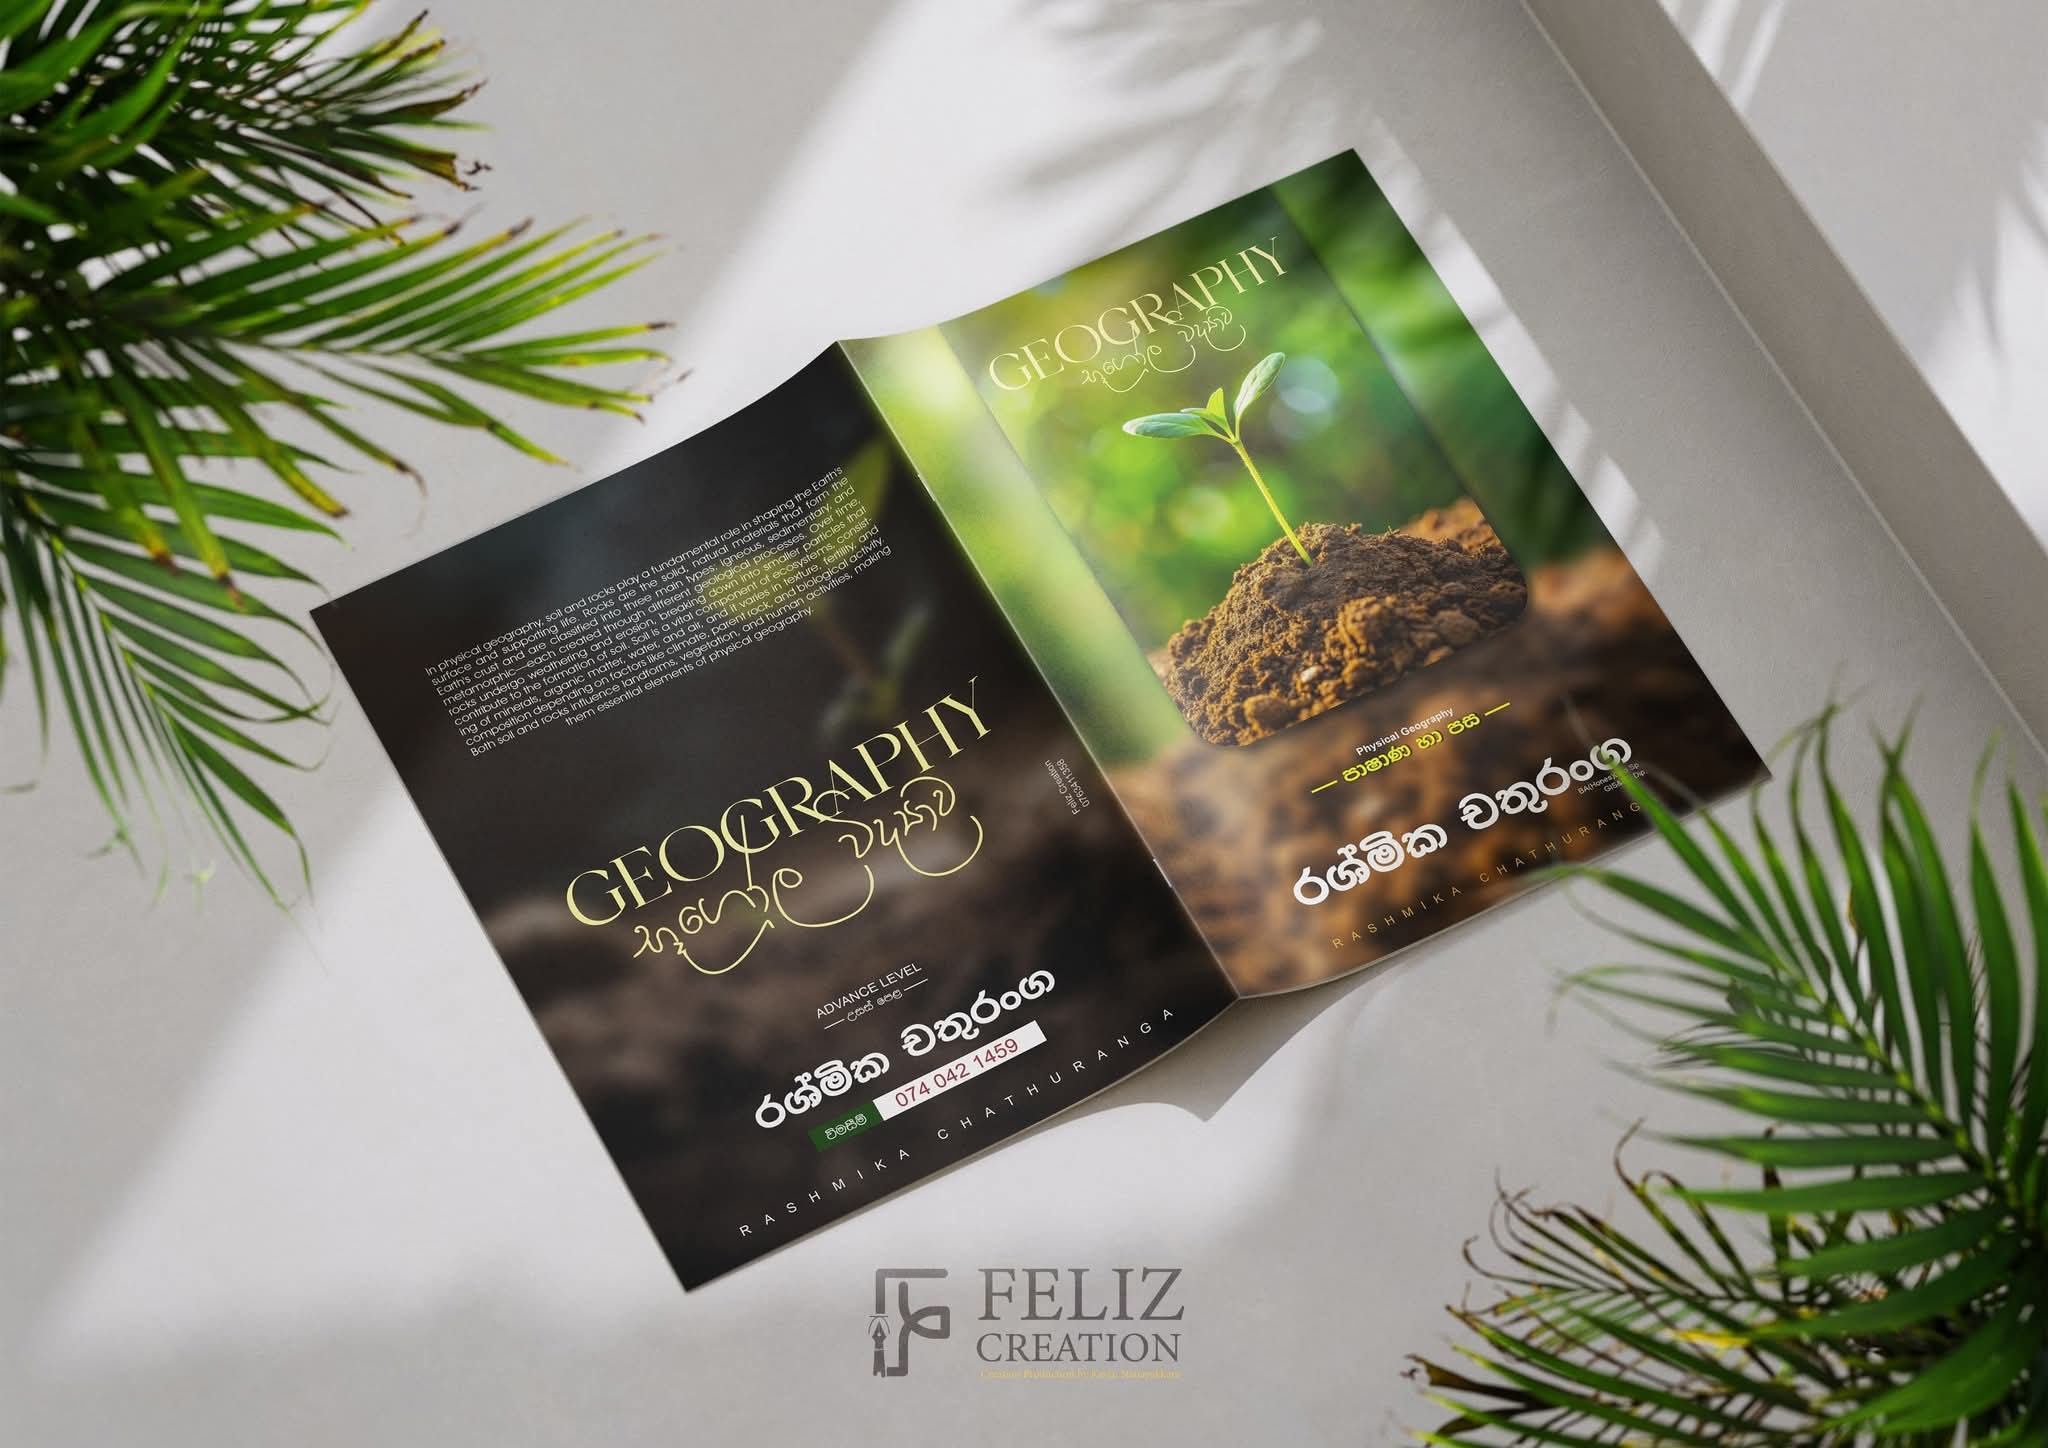 In physical geography, soil and rocks play a fundamental role in shaping the Earth's
surface and supporting life. Rocks are the solid, natural materials that form the
Earth's crust and are classified into three main types: igneous, sedimentary, and
metamorphic—each created through different geological processes. Over time,
rocks undergo weathering and erosion, breaking down into smaller particles that
contribute to the formation of soil. Soil is a vital component of ecosystems, consist-
ing of minerals, organic matter, water, and air, and it varies in texture, fertility, and
composition depending on factors like climate, parent rock, and biological activity.
Both soil and rocks influence landforms, vegetation, and human activities, making
them essential elements of physical geography.
GEOGRAPHY
භූගෝල විද්‍යාව
ADVANCE LEVEL
උසස් පෙළ
රශ්මික චතුරංග
විමසීම්
074 042 1459
RASHMIKA CHATHURANGA
Feliz Creation
0763411358
GEOGRAPHY
භූගෝල විද්‍යාව
Physical Geography
— පාෂාණ හා පස —
රශ්මික චතුරංග
RASHMIKA CHATHURANG
FELIZ
CREATION